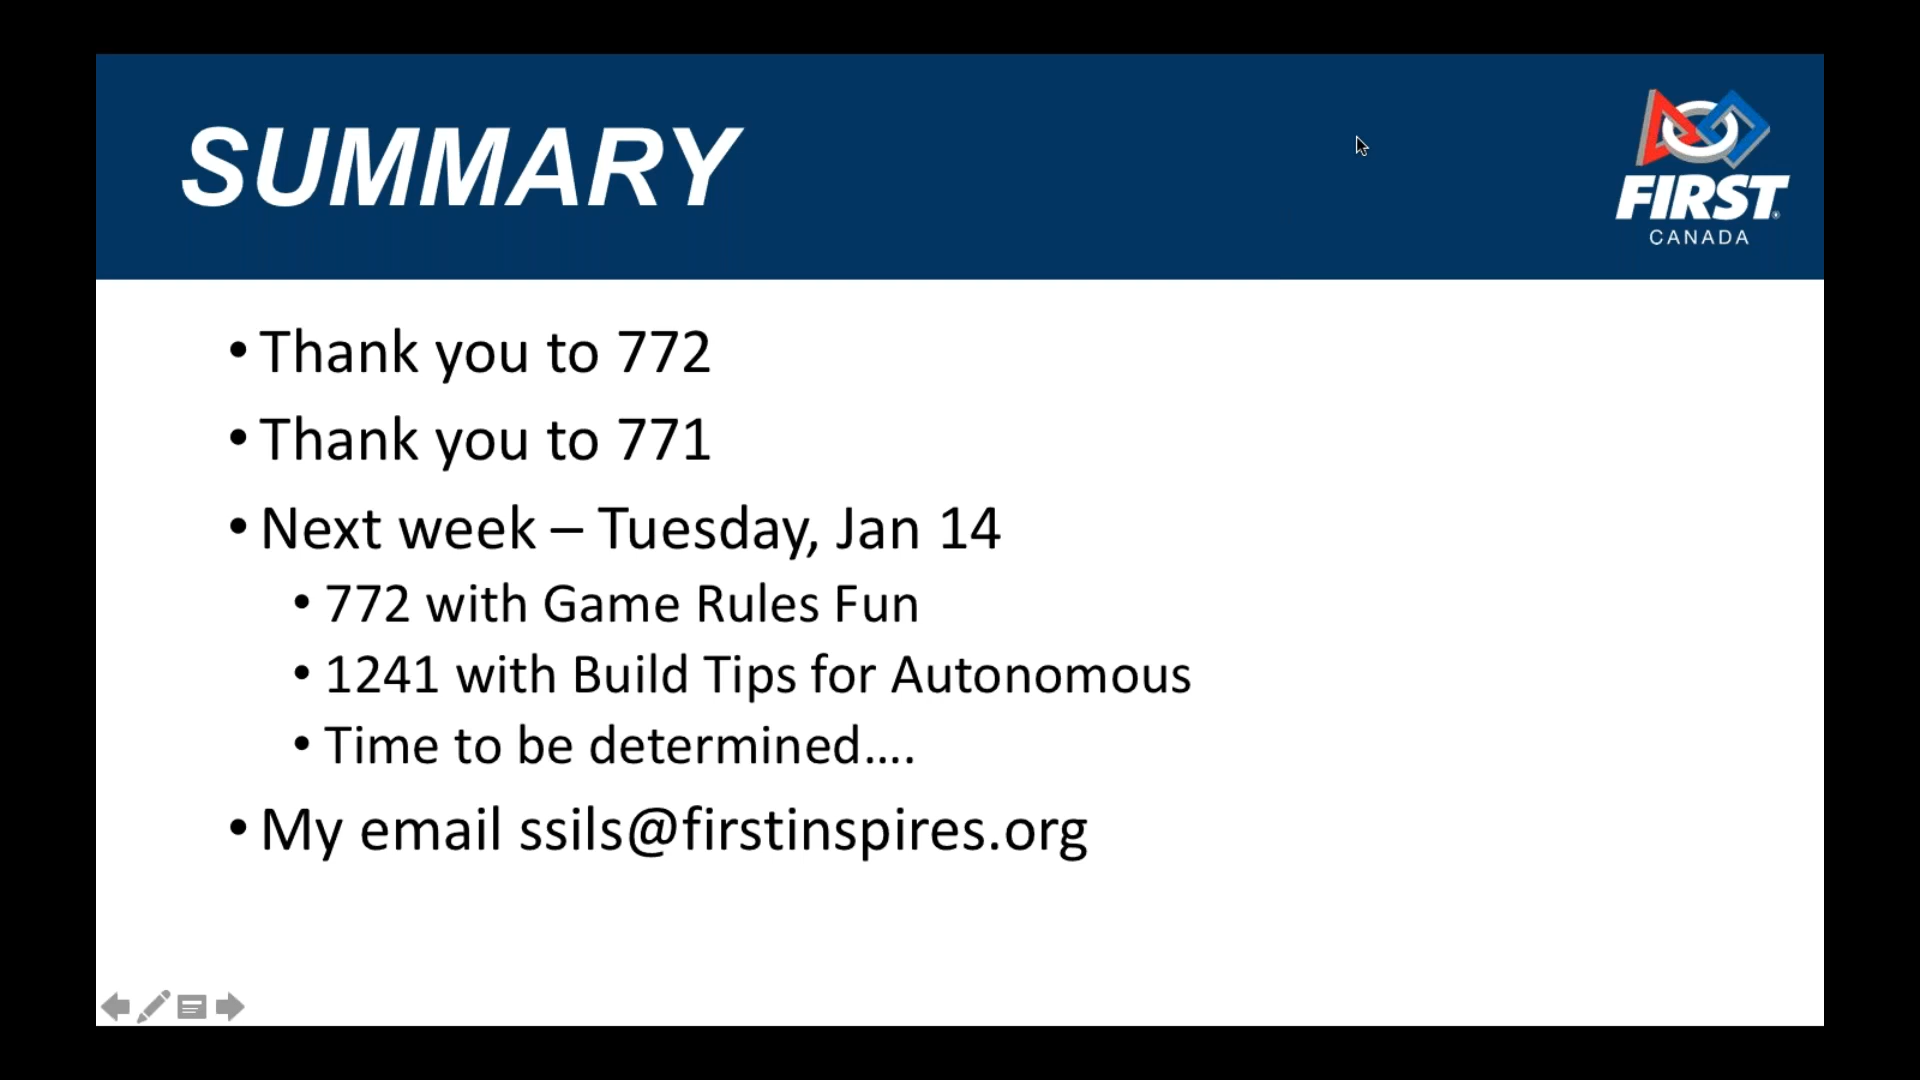 SUMMARY
FIRST
CANADA
• Thank you to 772
• Thank you to 771
• Next week – Tuesday, Jan 14
• 772 with Game Rules Fun
• 1241 with Build Tips for Autonomous
• Time to be determined....
• My email ssils@firstinspires.org